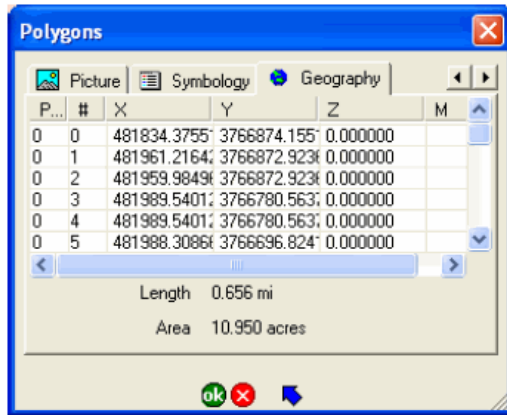 Polygons
Picture Symbology Geography
P... # X Y Z M
0 0 481834.3755 3766874.155 0.000000
0 1 481961.2164 3766872.923 0.000000
0 2 481959.9849 3766872.923 0.000000
0 3 481989.5401 3766780.563 0.000000
0 4 481989.5401 3766780.563 0.000000
0 5 481988.3086 3766696.824 0.000000
Length 0.656 mi
Area 10.950 acres
ok